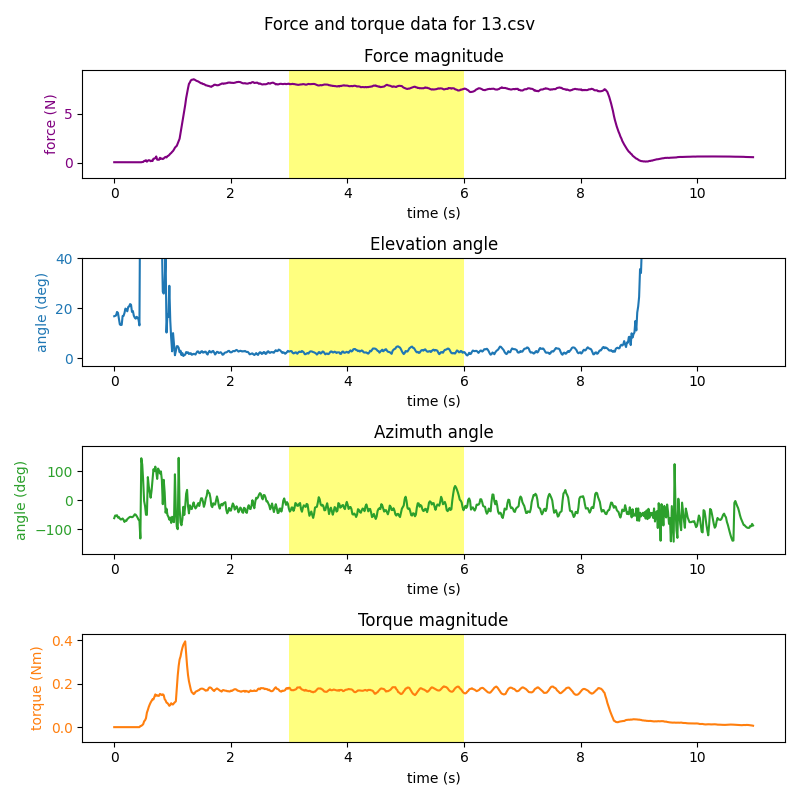 Force and torque data for 13.csv
Force magnitude
force (N)
5
0
0 2 4 6 8 10
time (s)
Elevation angle
angle (deg)
40
20
0
0 2 4 6 8 10
time (s)
Azimuth angle
angle (deg)
100
0
−100
0 2 4 6 8 10
time (s)
Torque magnitude
torque (Nm)
0.4
0.2
0.0
0 2 4 6 8 10
time (s)